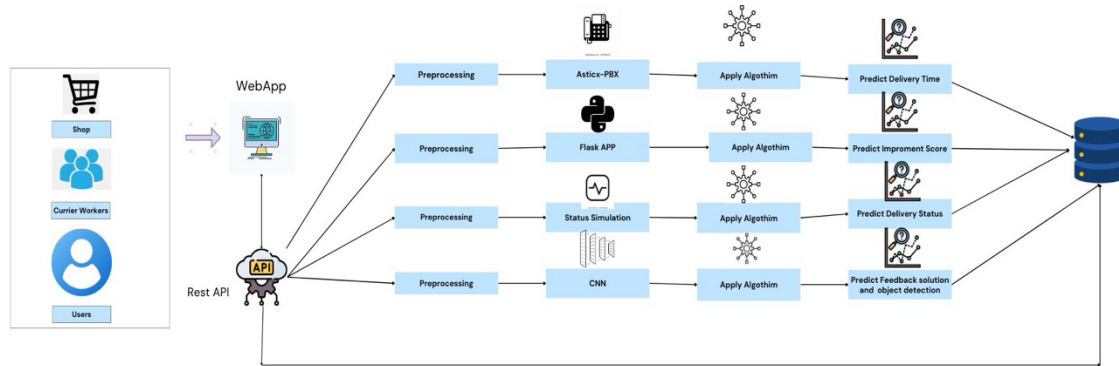 WebApp
Shop
Currier Workers
Users
API
Rest API
Preprocessing
Asticx-PBX
Apply Algothim
Predict Delivery Time
Preprocessing
Flask APP
Apply Algothim
Predict Improment Score
Preprocessing
Status Simulation
Apply Algothim
Predict Delivery Status
Preprocessing
CNN
Apply Algothim
Predict Feedback solution
and object detection